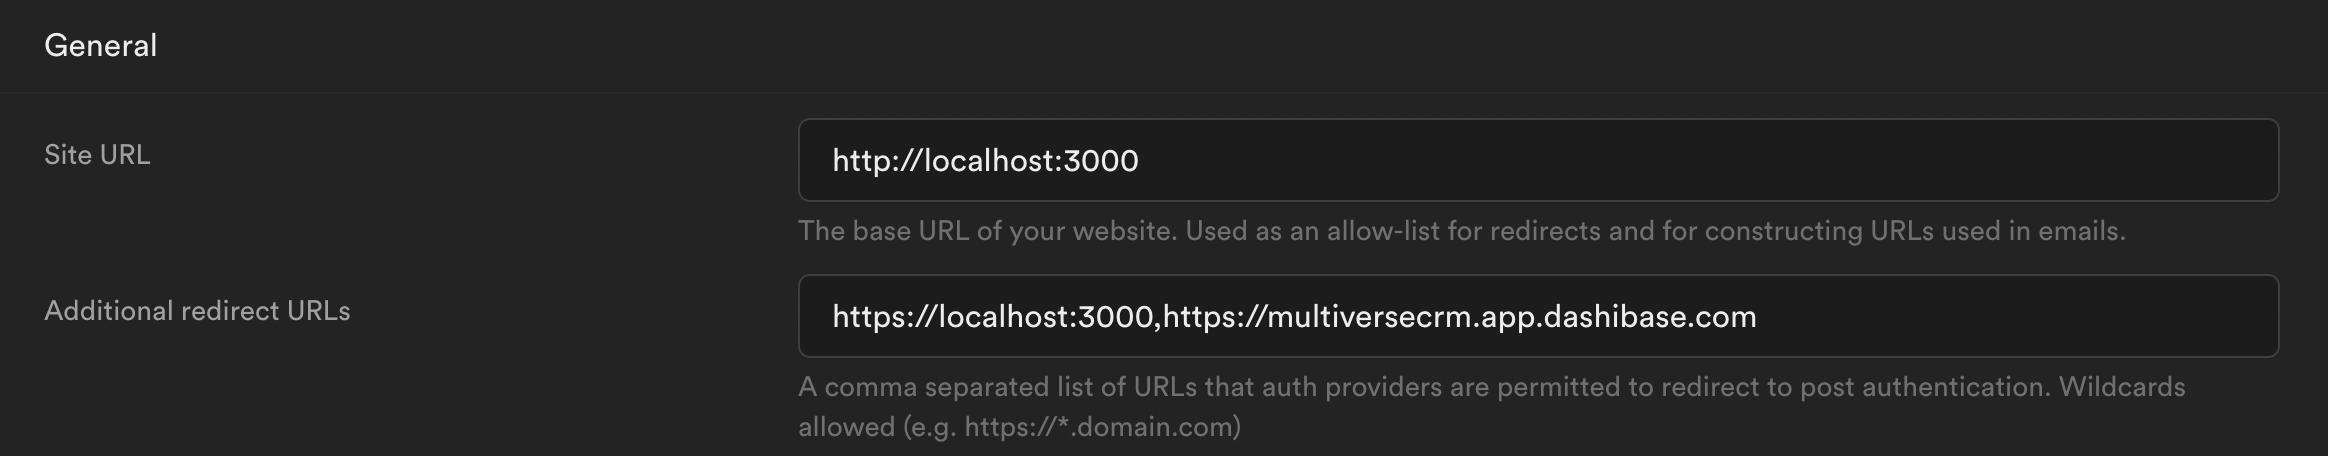 General
Site URL
http://localhost:3000
The base URL of your website. Used as an allow-list for redirects and for constructing URLs used in emails.
Additional redirect URLs
https://localhost:3000,https://multiversecrm.app.dashibase.com
A comma separated list of URLs that auth providers are permitted to redirect to post authentication. Wildcards
allowed (e.g. https://*.domain.com)